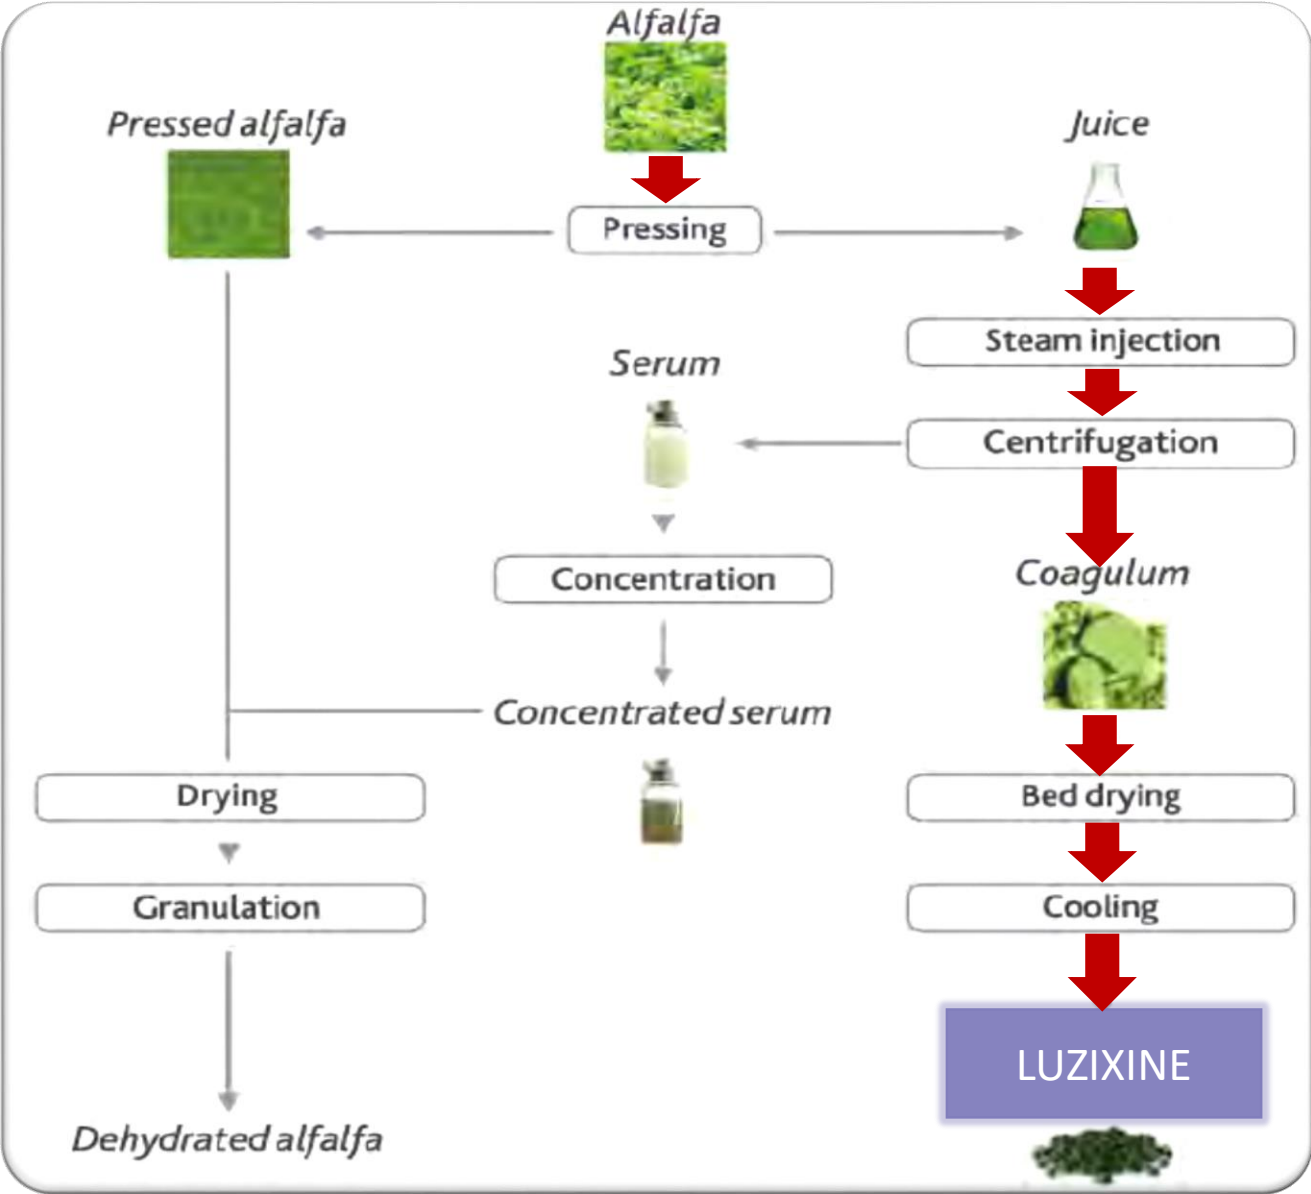 Alfalfa
Pressed alfalfa
Juice
Pressing
Steam injection
Serum
Centrifugation
Concentration
Coagulum
Concentrated serum
Drying
Bed drying
Granulation
Cooling
LUZIXINE
Dehydrated alfalfa